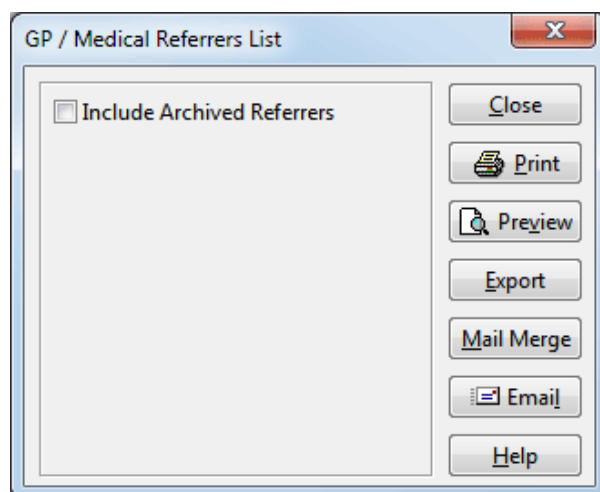 GP / Medical Referrers List
Include Archived Referrers
Close
Print
Preview
Export
Mail Merge
Email
Help